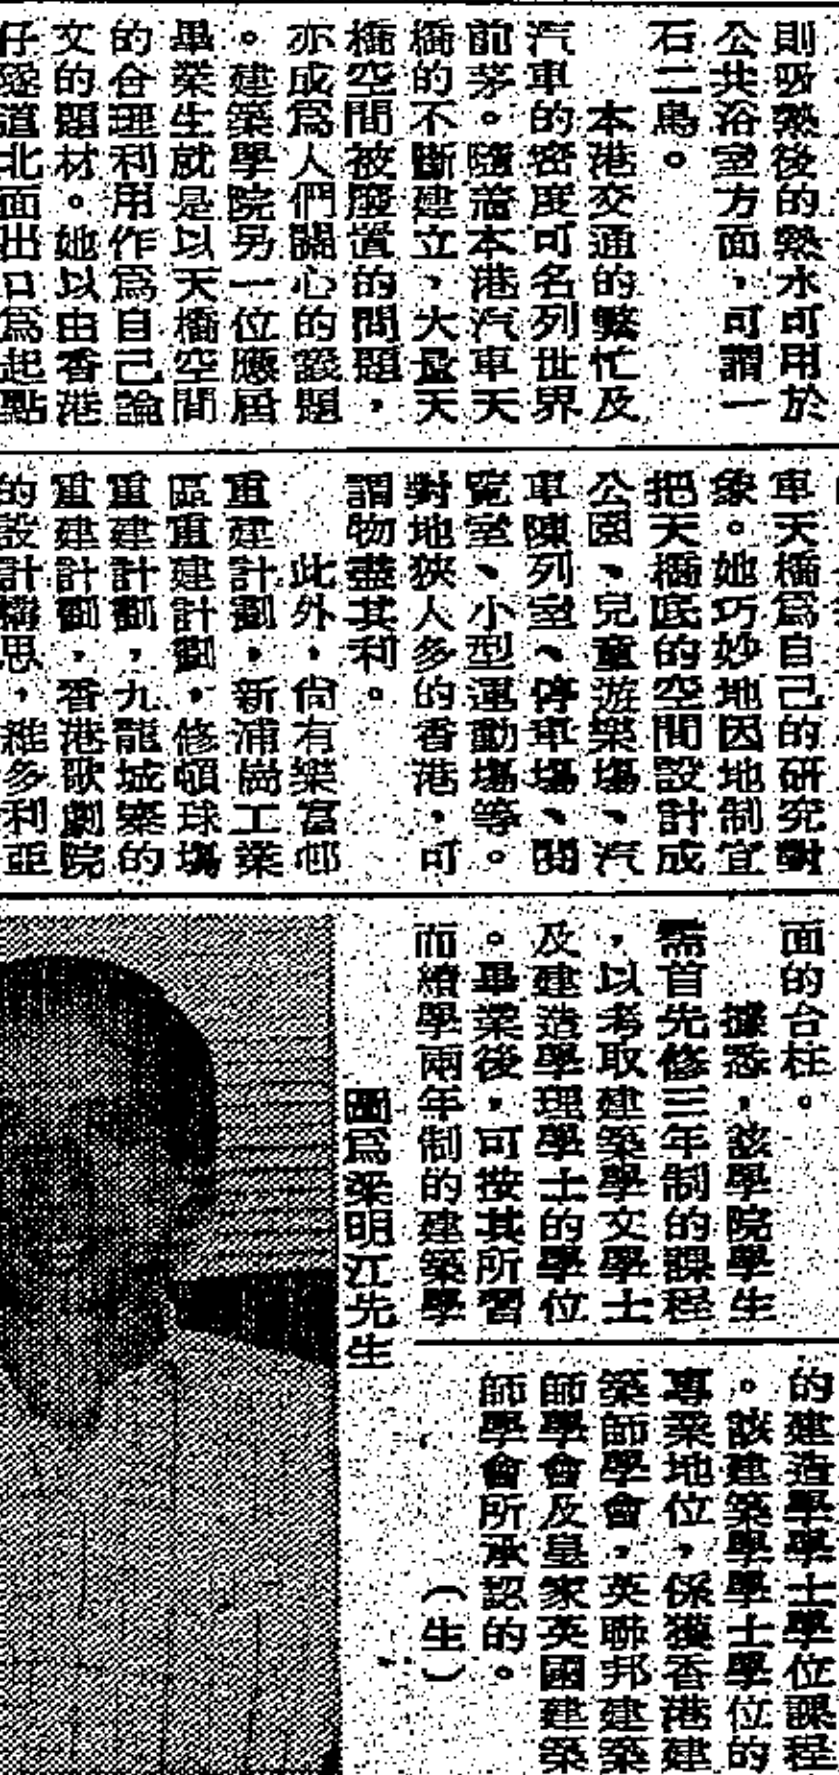 則吸熱後的熱水可用於
公共浴室方面，可謂一
石二鳥。
本港交通的繁忙及
汽車的密度可名列世界
前茅。隨着本港汽車天
橋的不斷建立，大量天
橋空間被廢置的問題，
亦成爲人們關心的設題
。建築學院另一位應屆
畢業生就是以天橋空間
的合理利用作爲自己論
文的題材。她以由香港
仔隧道北面出口爲起點
車天橋爲自己的研究對
象。她巧妙地因地制宜
把天橋底的空間設計成
公園、兒童遊樂場、汽
車陳列室、停車場、閱
覽室、小型運動場等。
對地狹人多的香港，可
謂物盡其利。
此外，尙有樂富邨
重建計劃，新蒲崗工業
區重建計劃，修頓球塲
重建計劃，九龍城寨的
重建計劃，香港歌劇院
的設計構思，維多利亞
面的台柱。
據悉，該學院學生
需首先修三年制的課程
，以考取建築學文學士
及建造學理學士的學位
。畢業後，可按其所習
而續學兩年制的建築學
圖爲梁明江先生
的建造學學士學位課程
。該建築學學士學位的
專業地位，係獲香港建
築師學會，英聯邦建築
師學會及皇家英國建築
師學會所承認的。
（生）